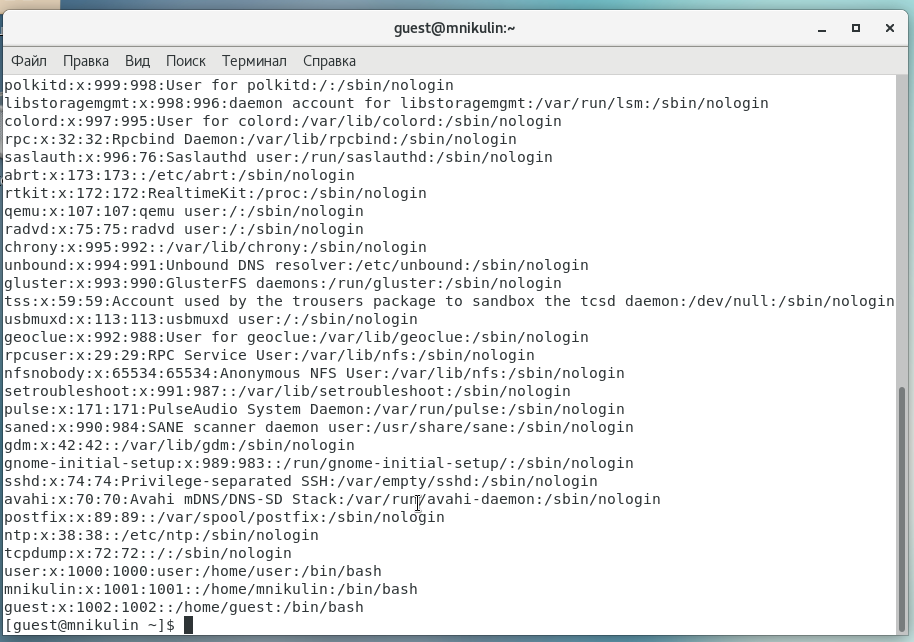 guest@mnikulin:~
Файл Правка Вид Поиск Терминал Справка
polkitd:x:999:998:User for polkitd:/:/sbin/nologin
libstoragemgmt:x:998:996:daemon account for libstoragemgmt:/var/run/lsm:/sbin/nologin
colord:x:997:995:User for colord:/var/lib/colord:/sbin/nologin
rpc:x:32:32:Rpcbind Daemon:/var/lib/rpcbind:/sbin/nologin
saslauth:x:996:76:Saslauthd user:/run/saslauthd:/sbin/nologin
abrt:x:173:173::/etc/abrt:/sbin/nologin
rtkit:x:172:172:RealtimeKit:/proc:/sbin/nologin
qemu:x:107:107:qemu user:/:/sbin/nologin
radvd:x:75:75:radvd user:/:/sbin/nologin
chrony:x:995:992::/var/lib/chrony:/sbin/nologin
unbound:x:994:991:Unbound DNS resolver:/etc/unbound:/sbin/nologin
gluster:x:993:990:GlusterFS daemons:/run/gluster:/sbin/nologin
tss:x:59:59:Account used by the trousers package to sandbox the tcsd daemon:/dev/null:/sbin/nologin
usbmuxd:x:113:113:usbmuxd user:/:/sbin/nologin
geoclue:x:992:988:User for geoclue:/var/lib/geoclue:/sbin/nologin
rpcuser:x:29:29:RPC Service User:/var/lib/nfs:/sbin/nologin
nfsnobody:x:65534:65534:Anonymous NFS User:/var/lib/nfs:/sbin/nologin
setroubleshoot:x:991:987::/var/lib/setroubleshoot:/sbin/nologin
pulse:x:171:171:PulseAudio System Daemon:/var/run/pulse:/sbin/nologin
saned:x:990:984:SANE scanner daemon user:/usr/share/sane:/sbin/nologin
gdm:x:42:42::/var/lib/gdm:/sbin/nologin
gnome-initial-setup:x:989:983::/run/gnome-initial-setup/:/sbin/nologin
sshd:x:74:74:Privilege-separated SSH:/var/empty/sshd:/sbin/nologin
avahi:x:70:70:Avahi mDNS/DNS-SD Stack:/var/run/avahi-daemon:/sbin/nologin
postfix:x:89:89::/var/spool/postfix:/sbin/nologin
ntp:x:38:38::/etc/ntp:/sbin/nologin
tcpdump:x:72:72::/:/sbin/nologin
user:x:1000:1000:user:/home/user:/bin/bash
mnikulin:x:1001:1001::/home/mnikulin:/bin/bash
guest:x:1002:1002::/home/guest:/bin/bash
[guest@mnikulin ~]$